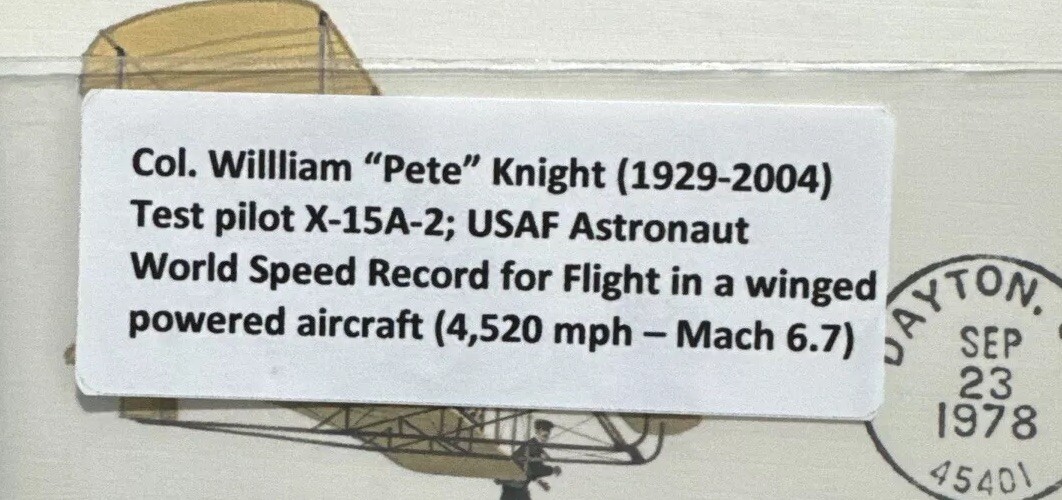 Col. Willliam “Pete” Knight (1929-2004)
Test pilot X-15A-2; USAF Astronaut
World Speed Record for Flight in a winged
powered aircraft (4,520 mph – Mach 6.7)
DAYTON,
SEP
23
1978
45401